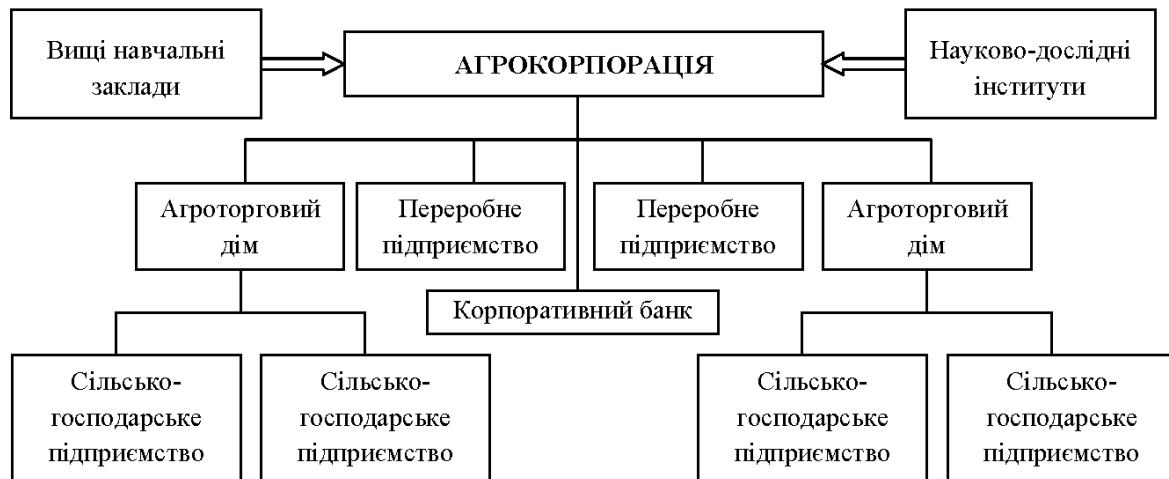 Вищі навчальні
заклади
АГРОКОРПОРАЦІЯ
Науково-дослідні
інститути
Агроторговий
дім
Переробне
підприємство
Переробне
підприємство
Агроторговий
дім
Корпоративний банк
Сільсько-
господарське
підприємство
Сільсько-
господарське
підприємство
Сільсько-
господарське
підприємство
Сільсько-
господарське
підприємство